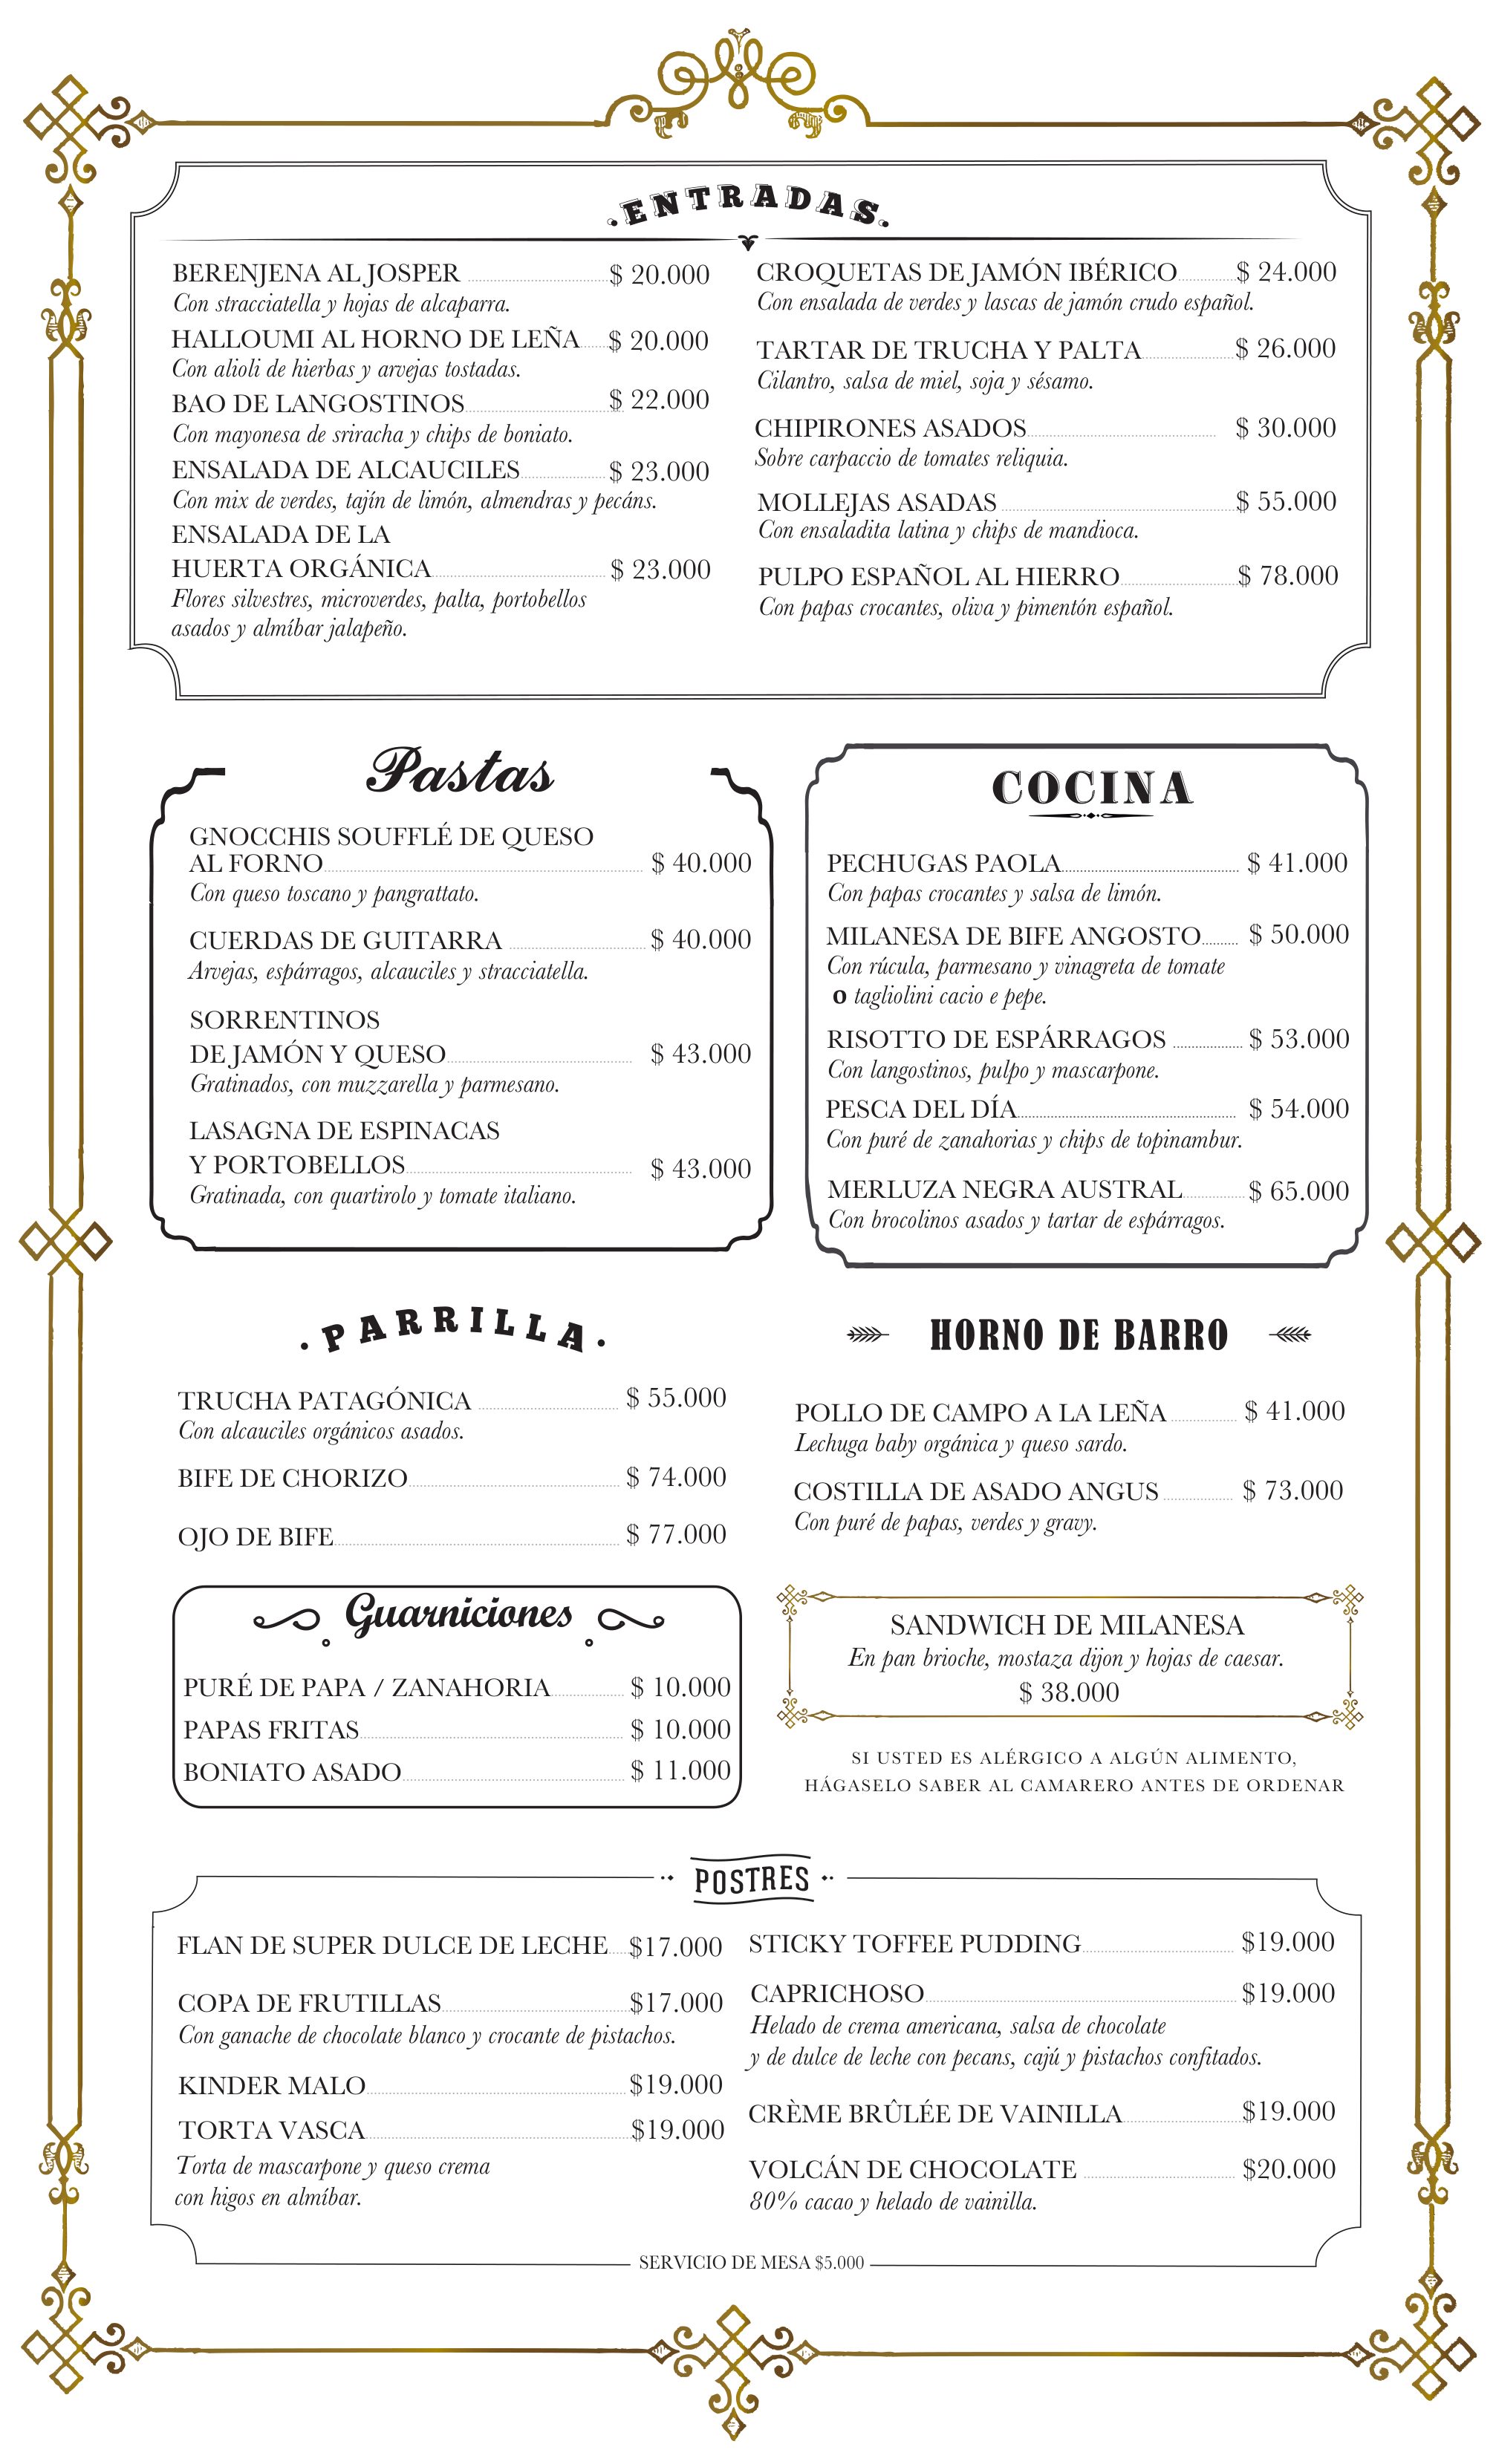 ENTRADAS
BERENJENA AL JOSPER $ 20.000
Con stracciatella y hojas de alcaparra.
HALLOUMI AL HORNO DE LEÑA $ 20.000
Con alioli de hierbas y arvejas tostadas.
BAO DE LANGOSTINOS $ 22.000
Con mayonesa de sriracha y chips de boniato.
ENSALADA DE ALCAUCILES $ 23.000
Con mix de verdes, tajín de limón, almendras y pecáns.
ENSALADA DE LA
HUERTA ORGÁNICA $ 23.000
Flores silvestres, microverdes, palta, portobellos
asados y almíbar jalapeño.
CROQUETAS DE JAMÓN IBÉRICO $ 24.000
Con ensalada de verdes y lascas de jamón crudo español.
TARTAR DE TRUCHA Y PALTA $ 26.000
Cilantro, salsa de miel, soja y sésamo.
CHIPIRONES ASADOS $ 30.000
Sobre carpaccio de tomates reliquia.
MOLLEJAS ASADAS $ 55.000
Con ensaladita latina y chips de mandioca.
PULPO ESPAÑOL AL HIERRO $ 78.000
Con papas crocantes, oliva y pimentón español.
Pastas
GNOCCHIS SOUFFLÉ DE QUESO
AL FORNO $ 40.000
Con queso toscano y pangrattato.
CUERDAS DE GUITARRA $ 40.000
Arvejas, espárragos, alcauciles y stracciatella.
SORRENTINOS
DE JAMÓN Y QUESO $ 43.000
Gratinados, con muzzarella y parmesano.
LASAGNA DE ESPINACAS
Y PORTOBELLOS $ 43.000
Gratinada, con quartirolo y tomate italiano.
COCINA
PECHUGAS PAOLA $ 41.000
Con papas crocantes y salsa de limón.
MILANESA DE BIFE ANGOSTO $ 50.000
Con rúcula, parmesano y vinagreta de tomate
o tagliolini cacio e pepe.
RISOTTO DE ESPÁRRAGOS $ 53.000
Con langostinos, pulpo y mascarpone.
PESCA DEL DÍA $ 54.000
Con puré de zanahorias y chips de topinambur.
MERLUZA NEGRA AUSTRAL $ 65.000
Con brocolinos asados y tartar de espárragos.
PARRILLA
TRUCHA PATAGÓNICA $ 55.000
Con alcauciles orgánicos asados.
BIFE DE CHORIZO $ 74.000
OJO DE BIFE $ 77.000
HORNO DE BARRO
POLLO DE CAMPO A LA LEÑA $ 41.000
Lechuga baby orgánica y queso sardo.
COSTILLA DE ASADO ANGUS $ 73.000
Con puré de papas, verdes y gravy.
Guarniciones
PURÉ DE PAPA / ZANAHORIA $ 10.000
PAPAS FRITAS $ 10.000
BONIATO ASADO $ 11.000
SANDWICH DE MILANESA
En pan brioche, mostaza dijon y hojas de caesar.
$ 38.000
SI USTED ES ALÉRGICO A ALGÚN ALIMENTO,
HÁGASELO SABER AL CAMARERO ANTES DE ORDENAR
POSTRES
FLAN DE SUPER DULCE DE LECHE $17.000
COPA DE FRUTILLAS $17.000
Con ganache de chocolate blanco y crocante de pistachos.
KINDER MALO $19.000
TORTA VASCA $19.000
Torta de mascarpone y queso crema
con higos en almíbar.
STICKY TOFFEE PUDDING $19.000
CAPRICHOSO $19.000
Helado de crema americana, salsa de chocolate
y de dulce de leche con pecans, cajú y pistachos confitados.
CRÈME BRÛLÉE DE VAINILLA $19.000
VOLCÁN DE CHOCOLATE $20.000
80% cacao y helado de vainilla.
SERVICIO DE MESA $5.000